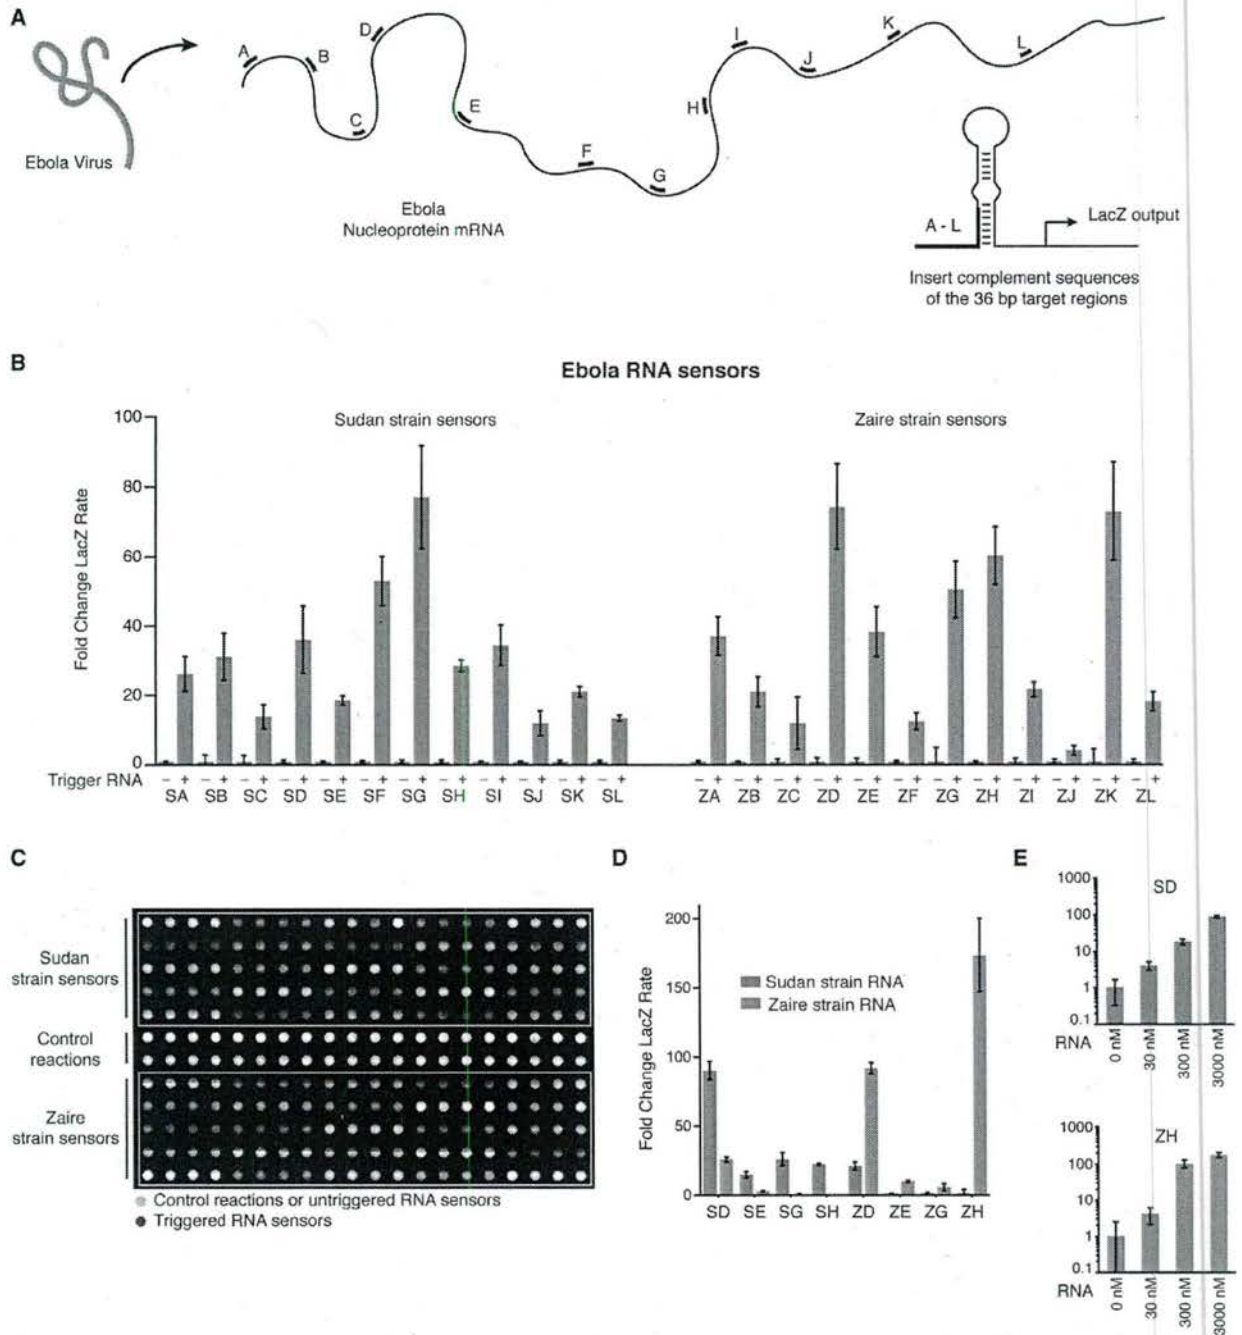 A
A
B
C
D
E
F
G
H
I
J
K
L
Ebola Virus
Ebola
Nucleoprotein mRNA
A - L
LacZ output
Insert complement sequences
of the 36 bp target regions
B
Ebola RNA sensors
Sudan strain sensors
Zaire strain sensors
Fold Change LacZ Rate
100
80
60
40
20
0
Trigger RNA
− + − + − + − + − + − + − + − + − + − + − + − +
− + − + − + − + − + − + − + − + − + − + − + − +
SA SB SC SD SE SF SG SH SI SJ SK SL
ZA ZB ZC ZD ZE ZF ZG ZH ZI ZJ ZK ZL
C
Sudan
strain sensors
Control
reactions
Zaire
strain sensors
Control reactions or untriggered RNA sensors
Triggered RNA sensors
D
Fold Change LacZ Rate
200
150
100
50
0
Sudan strain RNA
Zaire strain RNA
SD SE SG SH ZD ZE ZG ZH
E
SD
1000
100
10
1
0.1
RNA
0 nM
30 nM
300 nM
3000 nM
ZH
1000
100
10
1
0.1
RNA
0 nM
30 nM
300 nM
3000 nM